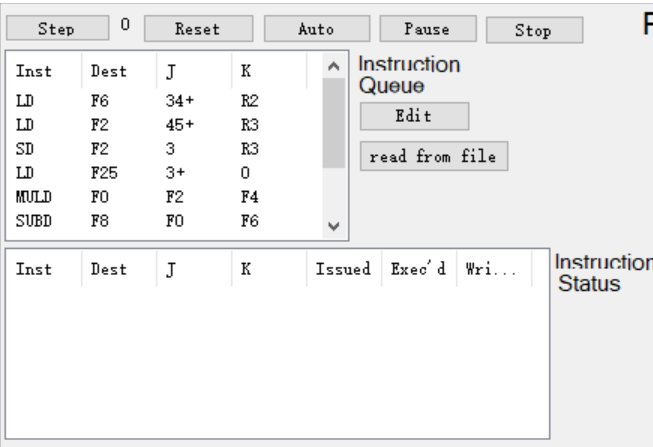 Step 0 Reset Auto Pause Stop
Inst Dest J K
LD F6 34+ R2
LD F2 45+ R3
SD F2 3 R3
LD F25 3+ 0
MULD F0 F2 F4
SUBD F8 F0 F6
Instruction
Queue
Edit
read from file
Inst Dest J K Issued Exec'd Wri...
Instruction
Status